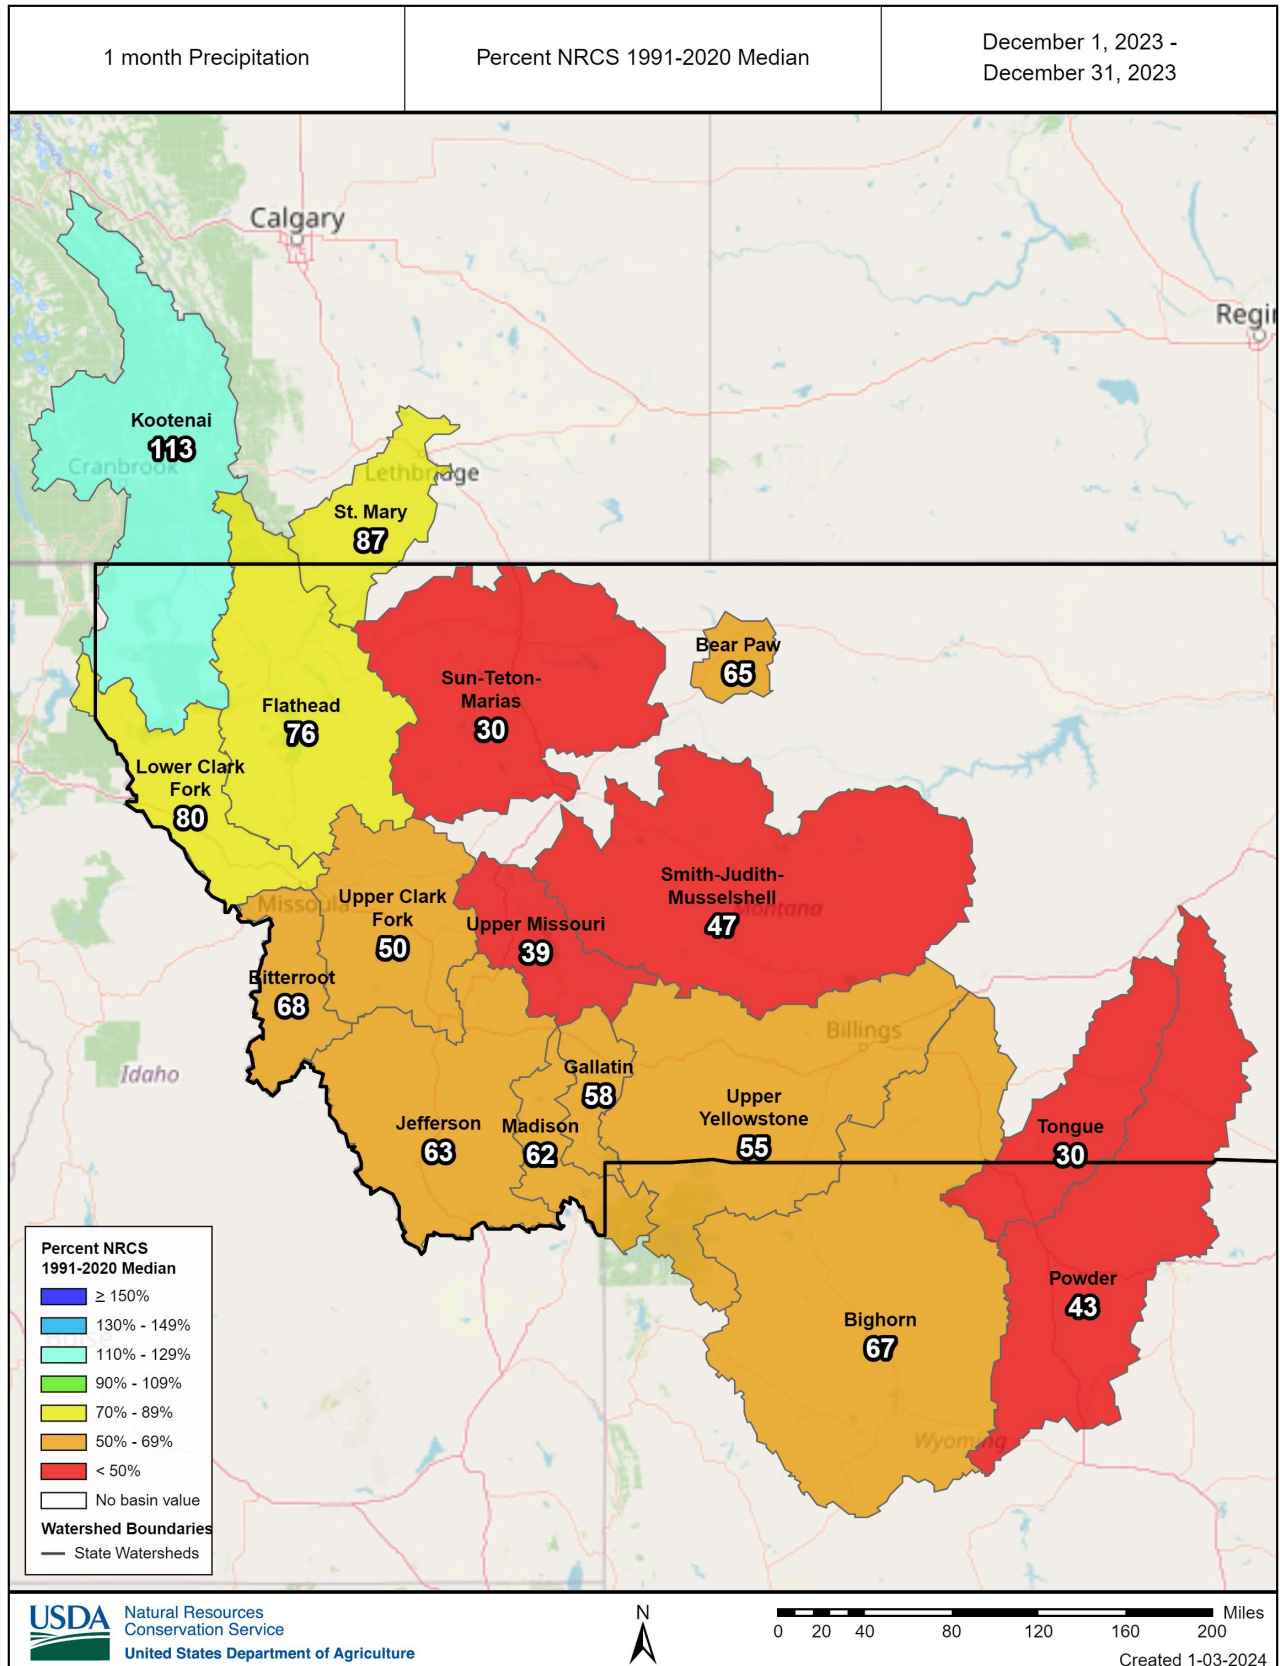 1 month Precipitation
Percent NRCS 1991-2020 Median
December 1, 2023 -
December 31, 2023
Calgary
Regin
Kootenai
113
Cranbrook
Lethbridge
St. Mary
87
Bear Paw
65
Sun-Teton-
Marias
30
Flathead
76
Lower Clark
Fork
80
Smith-Judith-
Musselshell
47
Montana
Upper Clark
Fork
50
Missoula
Upper Missouri
39
Bitterroot
68
Billings
Idaho
Gallatin
58
Upper
Yellowstone
55
Jefferson
63
Madison
62
Tongue
30
Powder
43
Bighorn
67
Wyoming
Percent NRCS
1991-2020 Median
≥ 150%
130% - 149%
110% - 129%
90% - 109%
70% - 89%
50% - 69%
< 50%
No basin value
Watershed Boundaries
State Watersheds
USDA
Natural Resources
Conservation Service
United States Department of Agriculture
N
Miles
0 20 40 80 120 160 200
Created 1-03-2024